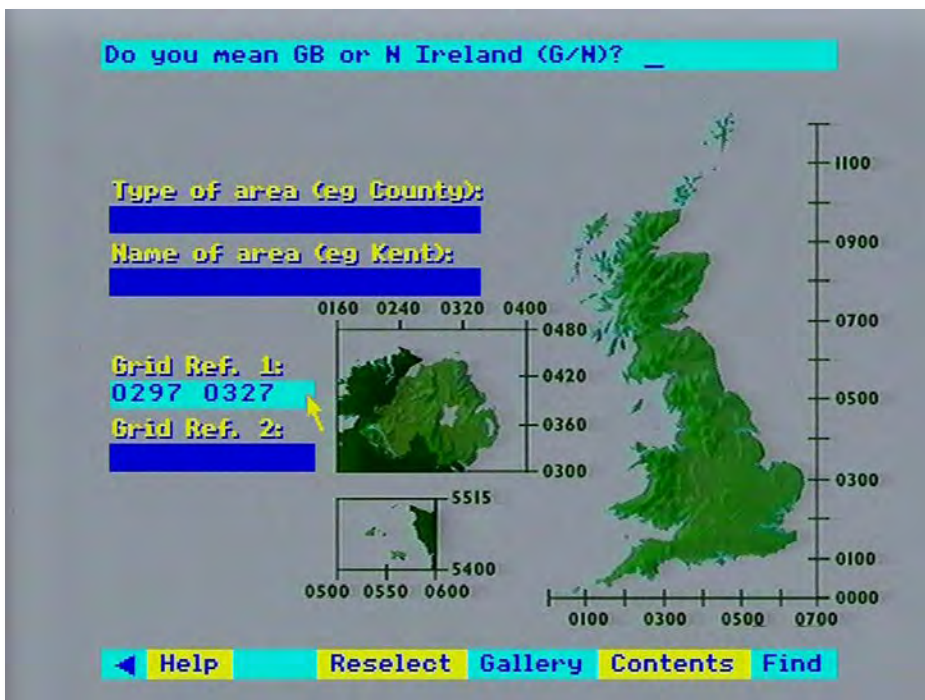 Do you mean GB or N Ireland (G/N)? _
Type of area (eg County):
Name of area (eg Kent):
Grid Ref. 1:
0297 0327
Grid Ref. 2:
0160 0240 0320 0400
0480
0420
0360
0300
5515
5400
0500 0550 0600
1100
0900
0700
0500
0300
0100
0000
0100 0300 0500 0700
Help Reselect Gallery Contents Find